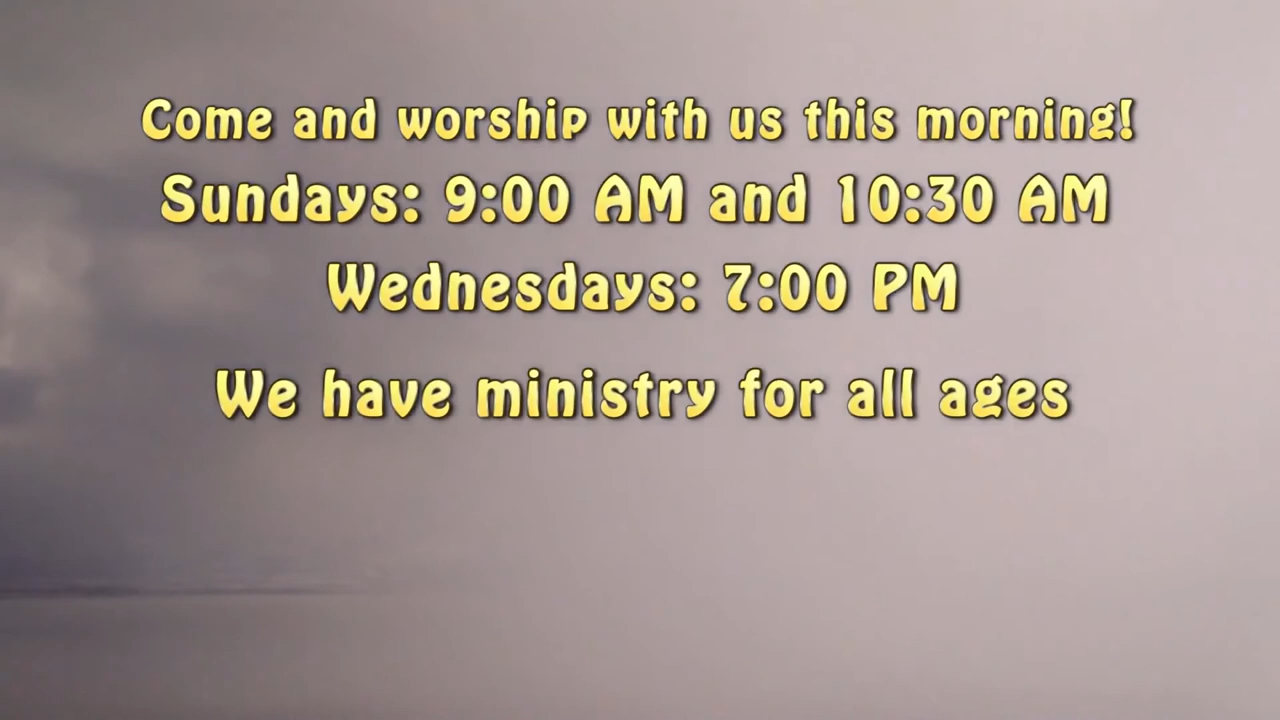 Come and worship with us this morning!
Sundays: 9:00 AM and 10:30 AM
Wednesdays: 7:00 PM
We have ministry for all ages